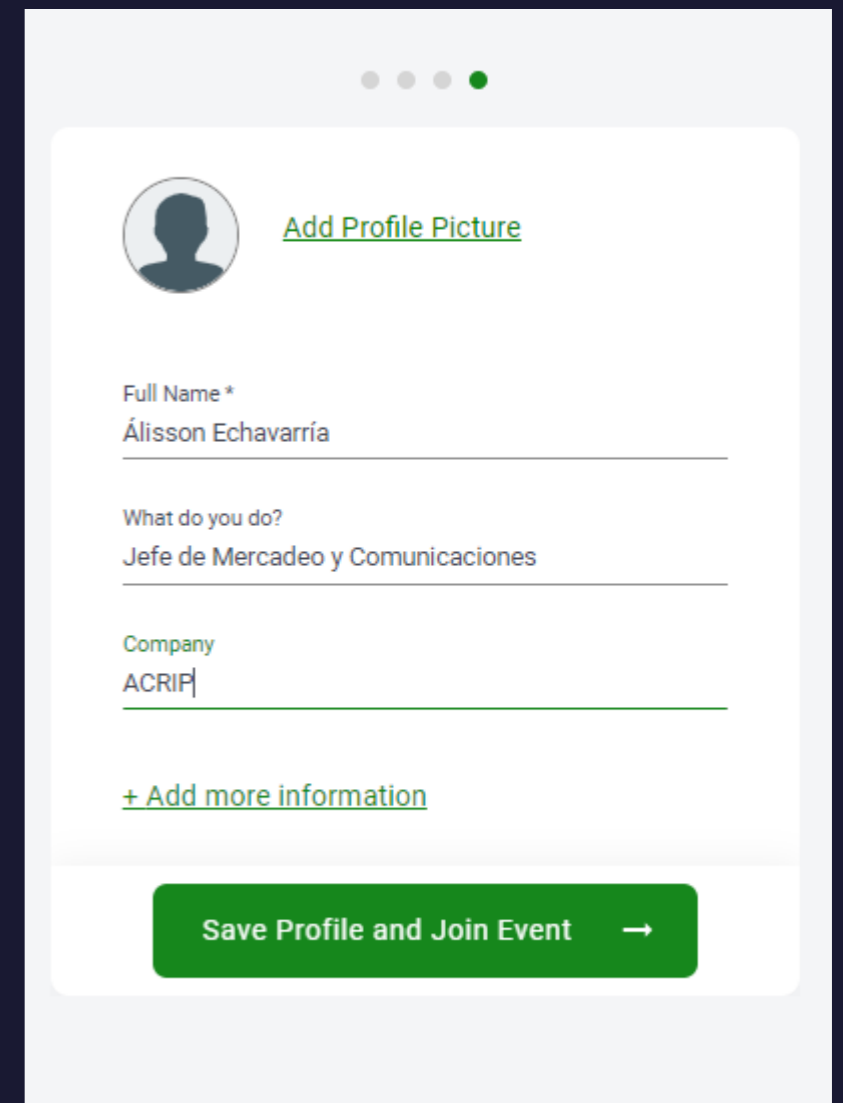 Add Profile Picture
Full Name *
Álisson Echavarría
What do you do?
Jefe de Mercadeo y Comunicaciones
Company
ACRIP
+ Add more information
Save Profile and Join Event →